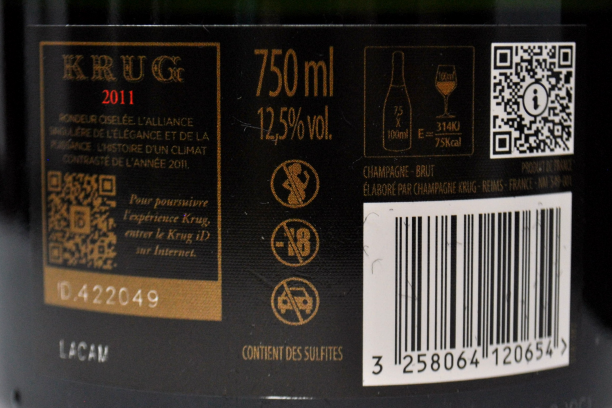 KRUG
2011
RONDEUR CISELÉE. L'ALLIANCE
SINGULIÈRE DE L'ÉLÉGANCE ET DE LA
PUISSANCE. L'HISTOIRE D'UN CLIMAT
CONTRASTÉ DE L'ANNÉE 2011.
Pour poursuivre
l'expérience Krug,
entrer le Krug iD
sur Internet.
iD
iD.422049
LACAM
750 ml
12,5% vol.
-18
CONTIENT DES SULFITES
7,5
X
100ml
100ml
E= 314KJ
75Kcal
i
CHAMPAGNE - BRUT
PRODUIT DE FRANCE
ÉLABORÉ PAR CHAMPAGNE KRUG - REIMS - FRANCE - NM
3 258064 120654 >